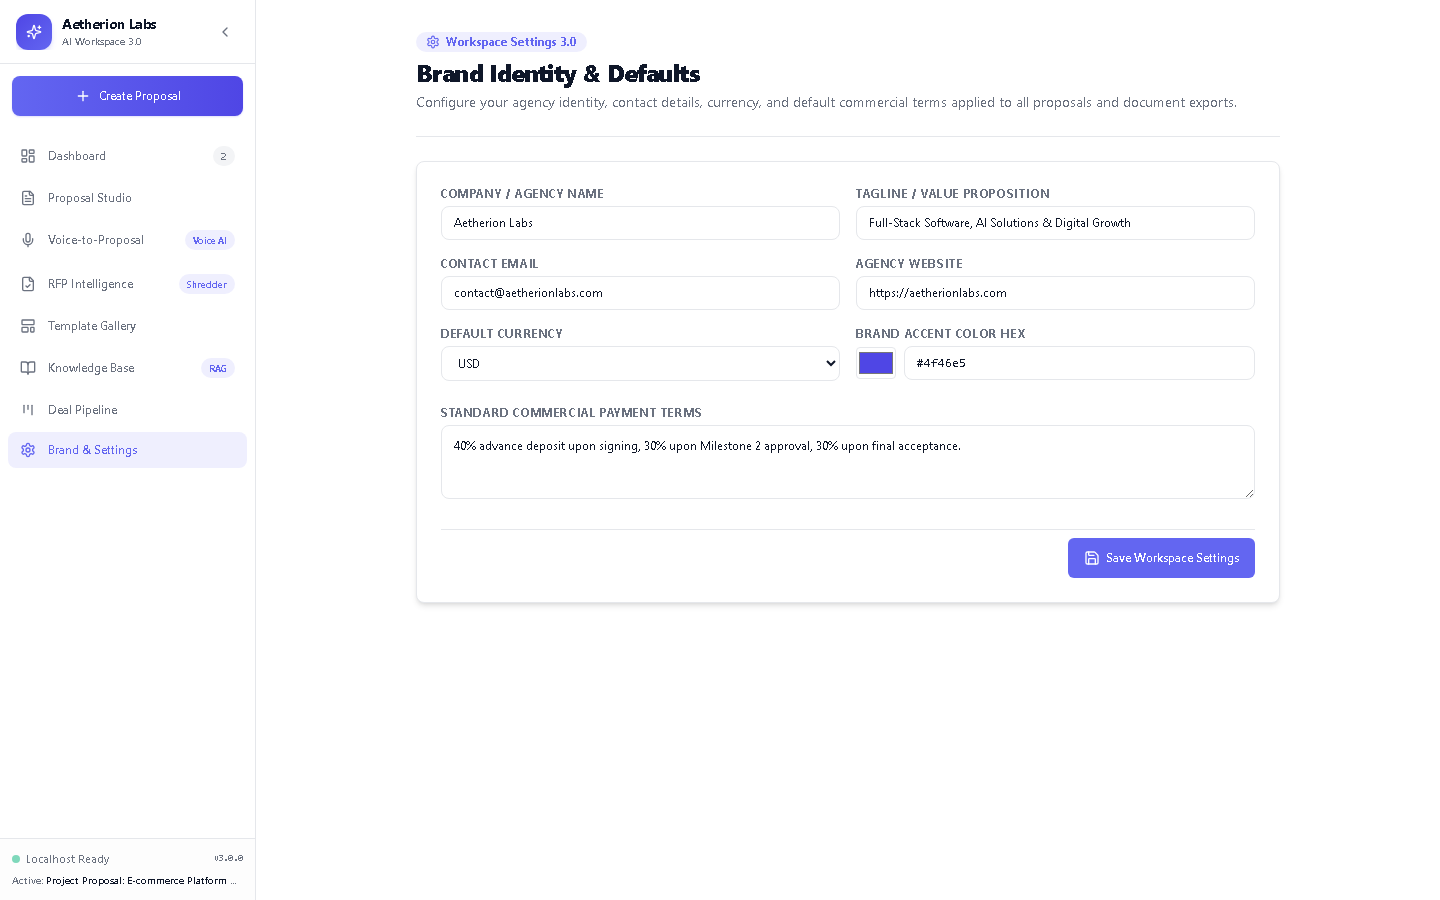 Aetherion Labs
AI Workspace 3.0
Create Proposal
Dashboard 2
Proposal Studio
Voice-to-Proposal Voice AI
RFP Intelligence Shredder
Template Gallery
Knowledge Base RAG
Deal Pipeline
Brand & Settings
Localhost Ready v3.0.0
Active: Project Proposal: E-commerce Platform ...
Workspace Settings 3.0
Brand Identity & Defaults
Configure your agency identity, contact details, currency, and default commercial terms applied to all proposals and document exports.
COMPANY / AGENCY NAME
Aetherion Labs
TAGLINE / VALUE PROPOSITION
Full-Stack Software, AI Solutions & Digital Growth
CONTACT EMAIL
contact@aetherionlabs.com
AGENCY WEBSITE
https://aetherionlabs.com
DEFAULT CURRENCY
USD
BRAND ACCENT COLOR HEX
#4f46e5
STANDARD COMMERCIAL PAYMENT TERMS
40% advance deposit upon signing, 30% upon Milestone 2 approval, 30% upon final acceptance.
Save Workspace Settings